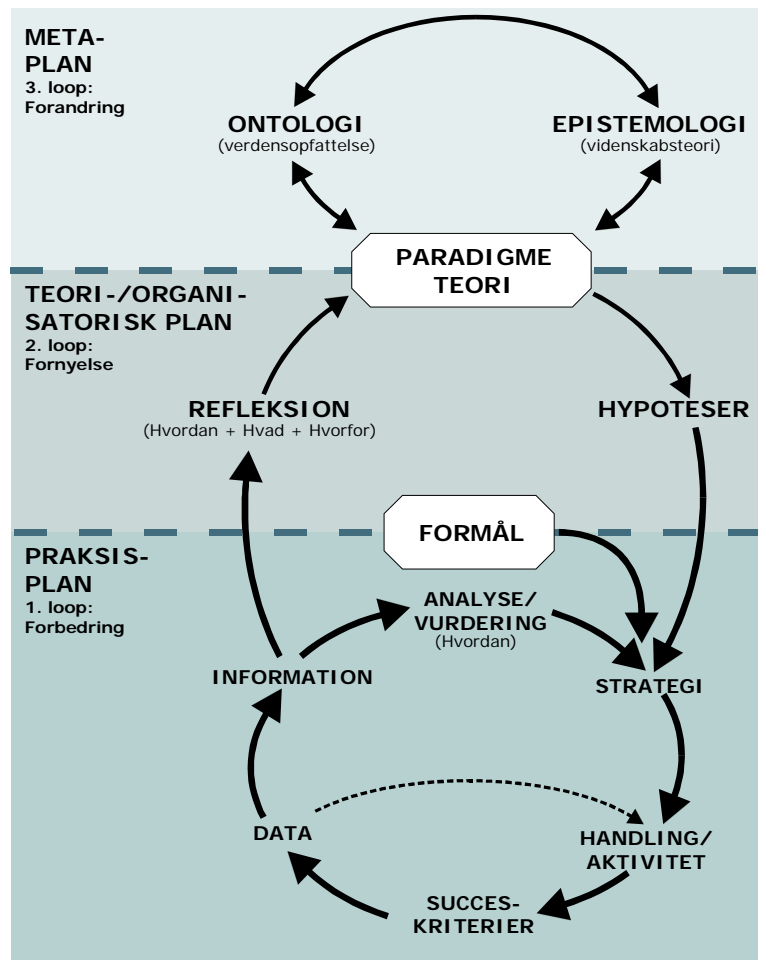 META-
PLAN
3. loop:
Forandring
ONTOLOGI
(verdensopfattelse)
EPISTEMOLOGI
(videnskabsteori)
PARADIGME
TEORI
TEORI-/ORGANI-
SATORISK PLAN
2. loop:
Fornyelse
REFLEKSION
(Hvordan + Hvad + Hvorfor)
HYPOTESER
FORMÅL
PRAKSIS-
PLAN
1. loop:
Forbedring
ANALYSE/
VURDERING
(Hvordan)
INFORMATION
STRATEGI
DATA
HANDLING/
AKTIVITET
SUCCES-
KRITERIER